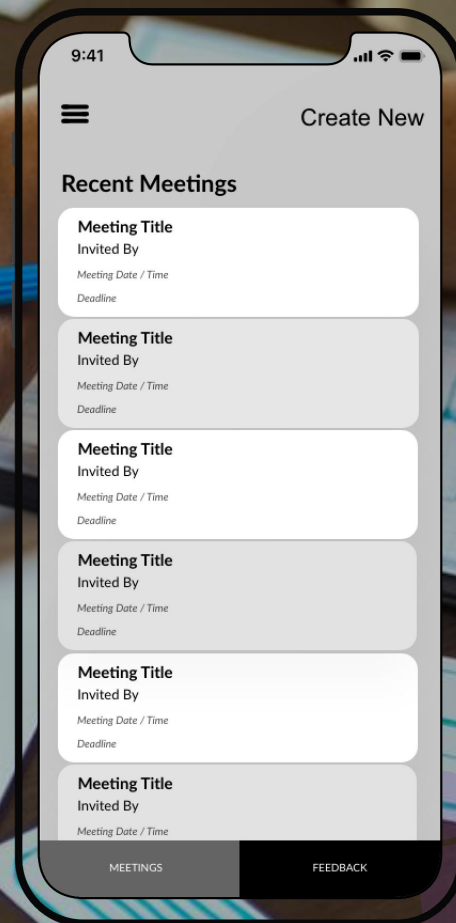 9:41
Create New
Recent Meetings
Meeting Title
Invited By
Meeting Date / Time
Deadline
Meeting Title
Invited By
Meeting Date / Time
Deadline
Meeting Title
Invited By
Meeting Date / Time
Deadline
Meeting Title
Invited By
Meeting Date / Time
Deadline
Meeting Title
Invited By
Meeting Date / Time
Deadline
Meeting Title
Invited By
Meeting Date / Time
MEETINGS FEEDBACK